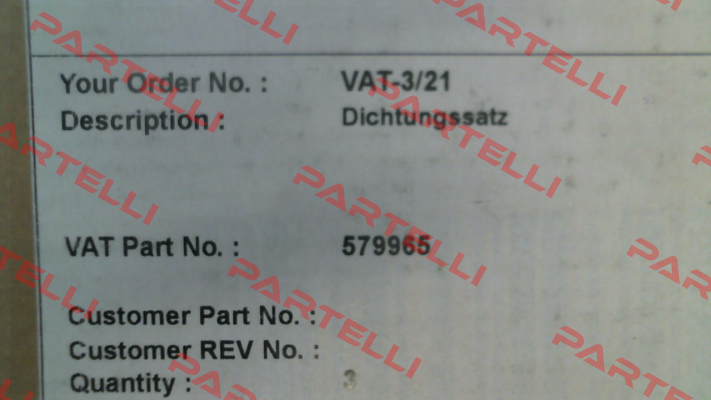 Your Order No. : VAT-3/21
Description : Dichtungssatz
VAT Part No. : 579965
Customer Part No. :
Customer REV No. :
Quantity : 3
PARTELLI